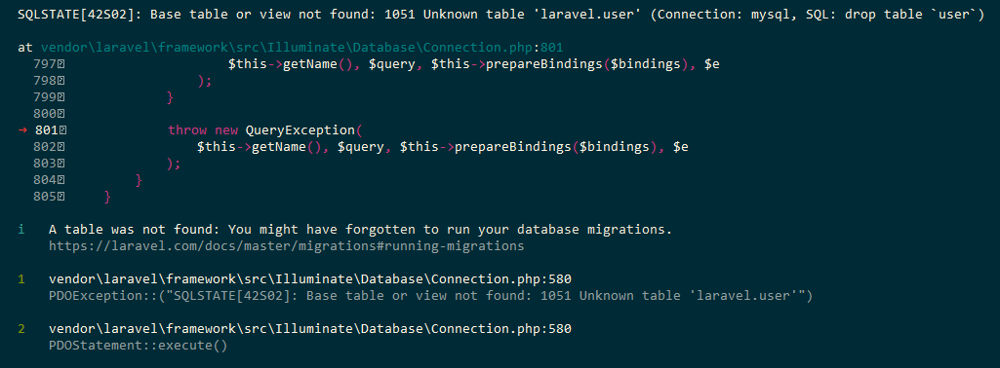 SQLSTATE[42S02]: Base table or view not found: 1051 Unknown table 'laravel.user' (Connection: mysql, SQL: drop table `user`)
at vendor\laravel\framework\src\Illuminate\Database\Connection.php:801
797 $this->getName(), $query, $this->prepareBindings($bindings), $e
798 );
799 }
800
→ 801 throw new QueryException(
802 $this->getName(), $query, $this->prepareBindings($bindings), $e
803 );
804 }
805 }
i A table was not found: You might have forgotten to run your database migrations.
https://laravel.com/docs/master/migrations#running-migrations
1 vendor\laravel\framework\src\Illuminate\Database\Connection.php:580
PDOException::("SQLSTATE[42S02]: Base table or view not found: 1051 Unknown table 'laravel.user'")
2 vendor\laravel\framework\src\Illuminate\Database\Connection.php:580
PDOStatement::execute()